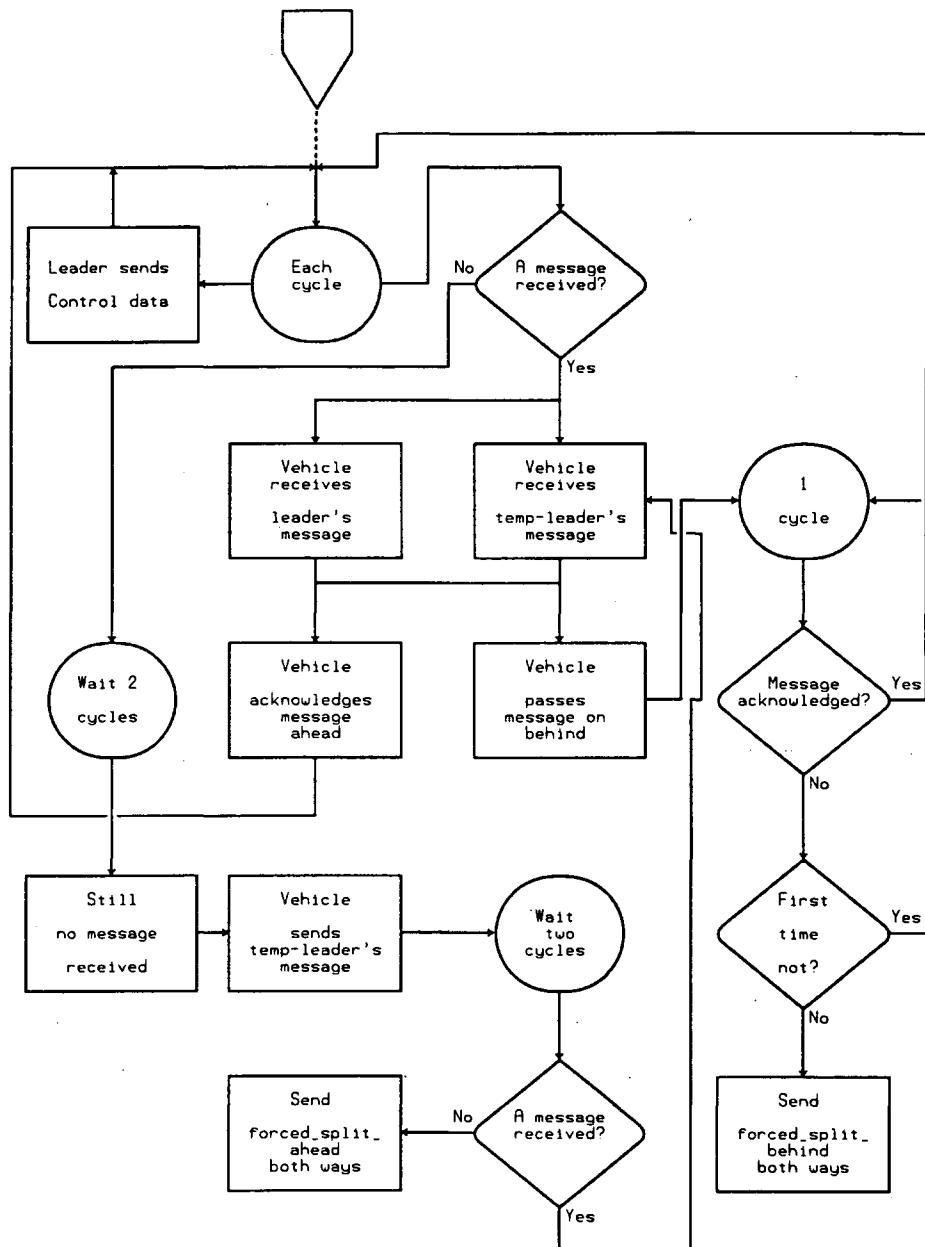 Leader sends
Control data
Each
cycle
No
A message
received?
Yes
Vehicle
receives
leader's
message
Vehicle
receives
temp-leader's
message
1
cycle
Wait 2
cycles
Vehicle
acknowledges
message
ahead
Vehicle
passes
message on
behind
Message
acknowledged?
Yes
No
Still
no message
received
Vehicle
sends
temp-leader's
message
Wait
two
cycles
First
time
not?
Yes
No
Send
forced_split_
ahead
both ways
No
A message
received?
Yes
Send
forced_split_
behind
both ways